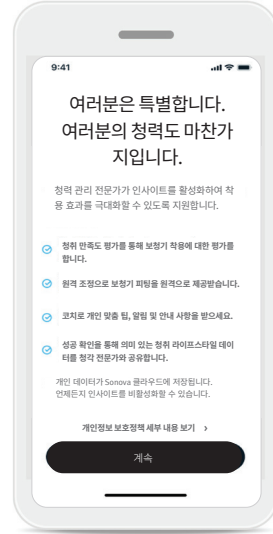 9:41
여러분은 특별합니다.
여러분의 청력도 마찬가
지입니다.
청력 관리 전문가가 인사이트를 활성화하여 착
용 효과를 극대화할 수 있도록 지원합니다.
청취 만족도 평가를 통해 보청기 착용에 대한 평가를
합니다.
원격 조정으로 보청기 피팅을 원격으로 제공받습니다.
코치로 개인 맞춤 팁, 알림 및 안내 사항을 받으세요.
성공 확인을 통해 의미 있는 청취 라이프스타일 데이
터를 청각 전문가와 공유합니다.
개인 데이터가 Sonova 클라우드에 저장됩니다.
언제든지 인사이트를 비활성화할 수 있습니다.
개인정보 보호정책 세부 내용 보기 ›
계속